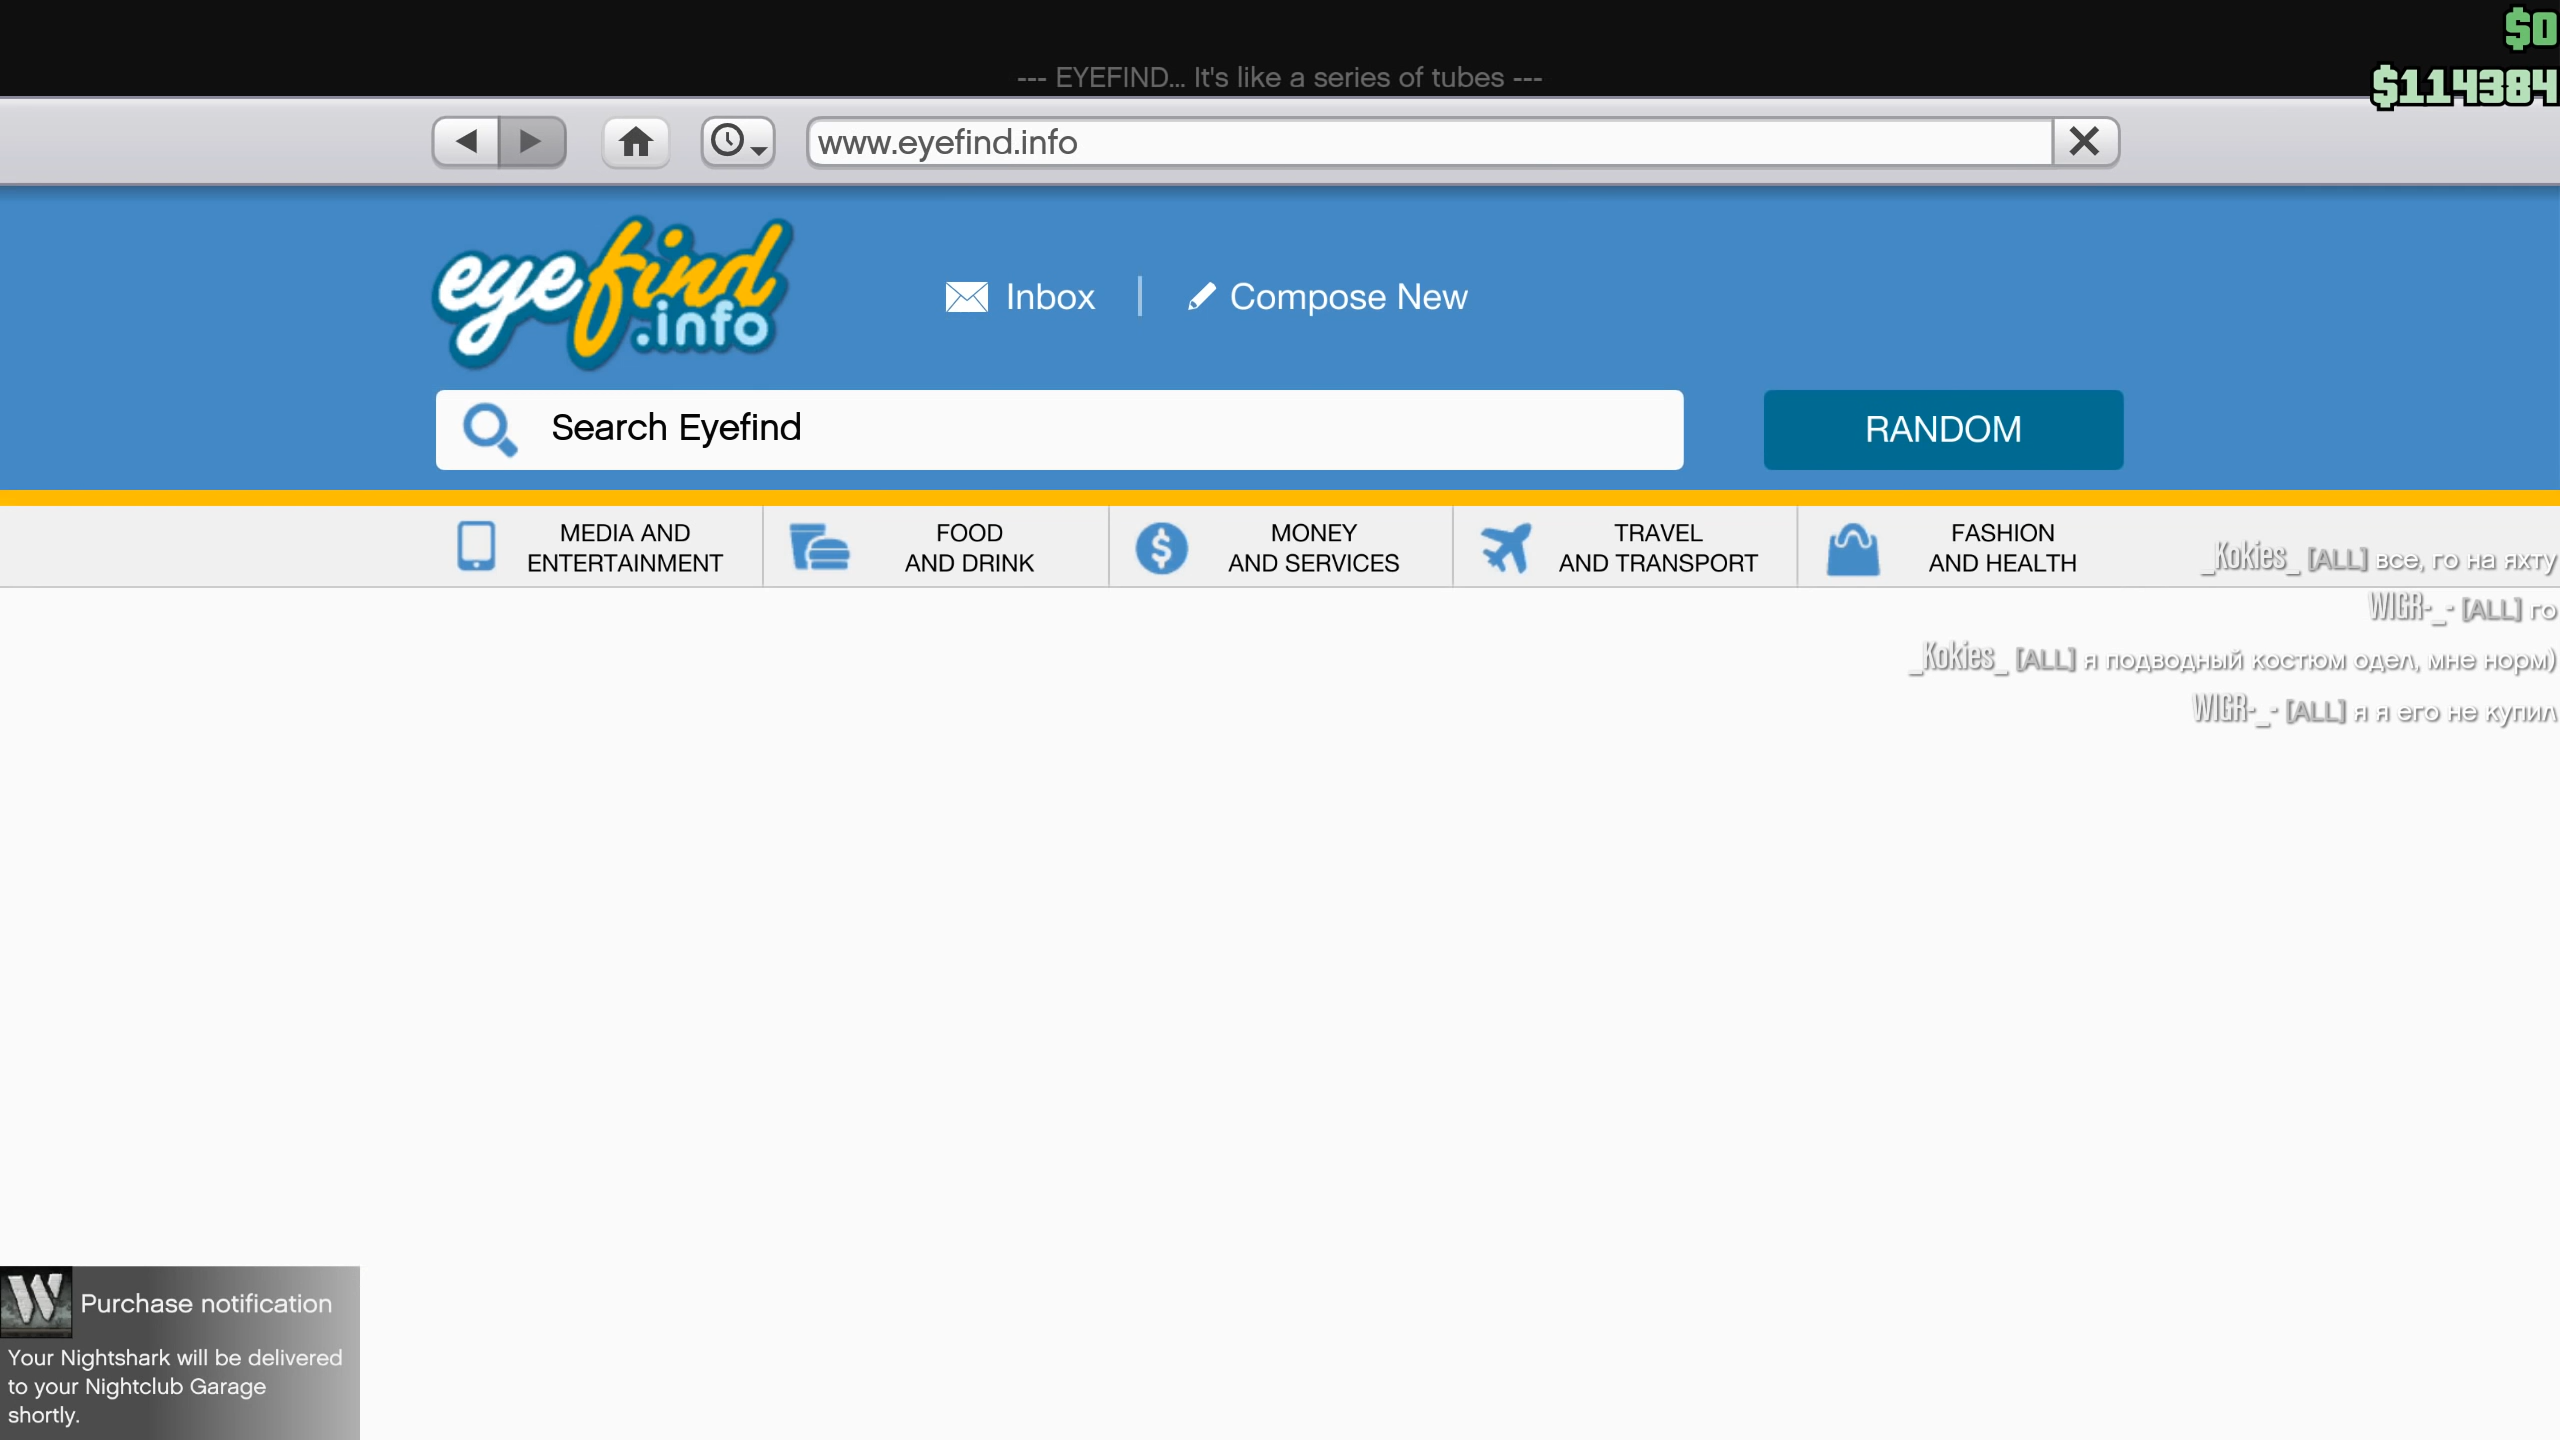 $0
--- EYEFIND... It's like a series of tubes ---
$114384
www.eyefind.info
eyefind
.info
Inbox
Compose New
Search Eyefind
RANDOM
MEDIA AND
ENTERTAINMENT
FOOD
AND DRINK
MONEY
AND SERVICES
TRAVEL
AND TRANSPORT
FASHION
AND HEALTH
_Kokies_ [ALL] все, го на яхту
WIGR-_- [ALL] го
_Kokies_ [ALL] я подводный костюм одел, мне норм)
WIGR-_- [ALL] я я его не купил
W
Purchase notification
Your Nightshark will be delivered
to your Nightclub Garage
shortly.